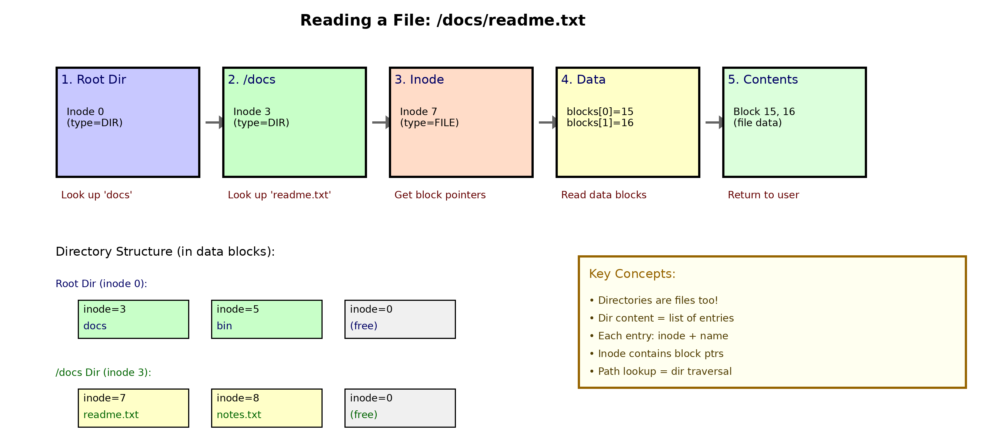 Reading a File: /docs/readme.txt
1. Root Dir
Inode 0
(type=DIR)
Look up 'docs'
2. /docs
Inode 3
(type=DIR)
Look up 'readme.txt'
3. Inode
Inode 7
(type=FILE)
Get block pointers
4. Data
blocks[0]=15
blocks[1]=16
Read data blocks
5. Contents
Block 15, 16
(file data)
Return to user
Directory Structure (in data blocks):
Root Dir (inode 0):
inode=3
docs
inode=5
bin
inode=0
(free)
/docs Dir (inode 3):
inode=7
readme.txt
inode=8
notes.txt
inode=0
(free)
Key Concepts:
• Directories are files too!
• Dir content = list of entries
• Each entry: inode + name
• Inode contains block ptrs
• Path lookup = dir traversal